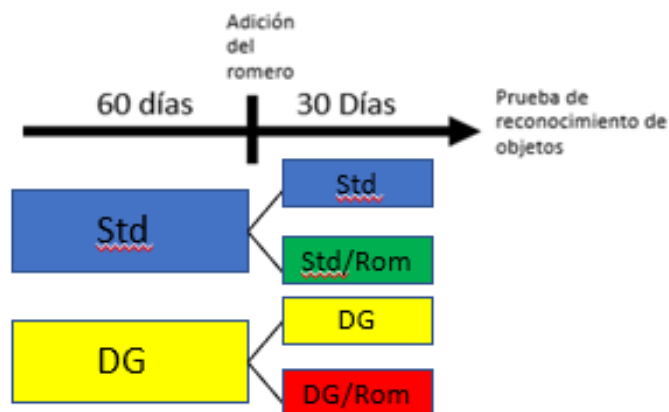 Adición
del
romero
60 días
30 Días
Prueba de
reconocimiento de
objetos
Std
Std
Std/Rom
DG
DG
DG/Rom